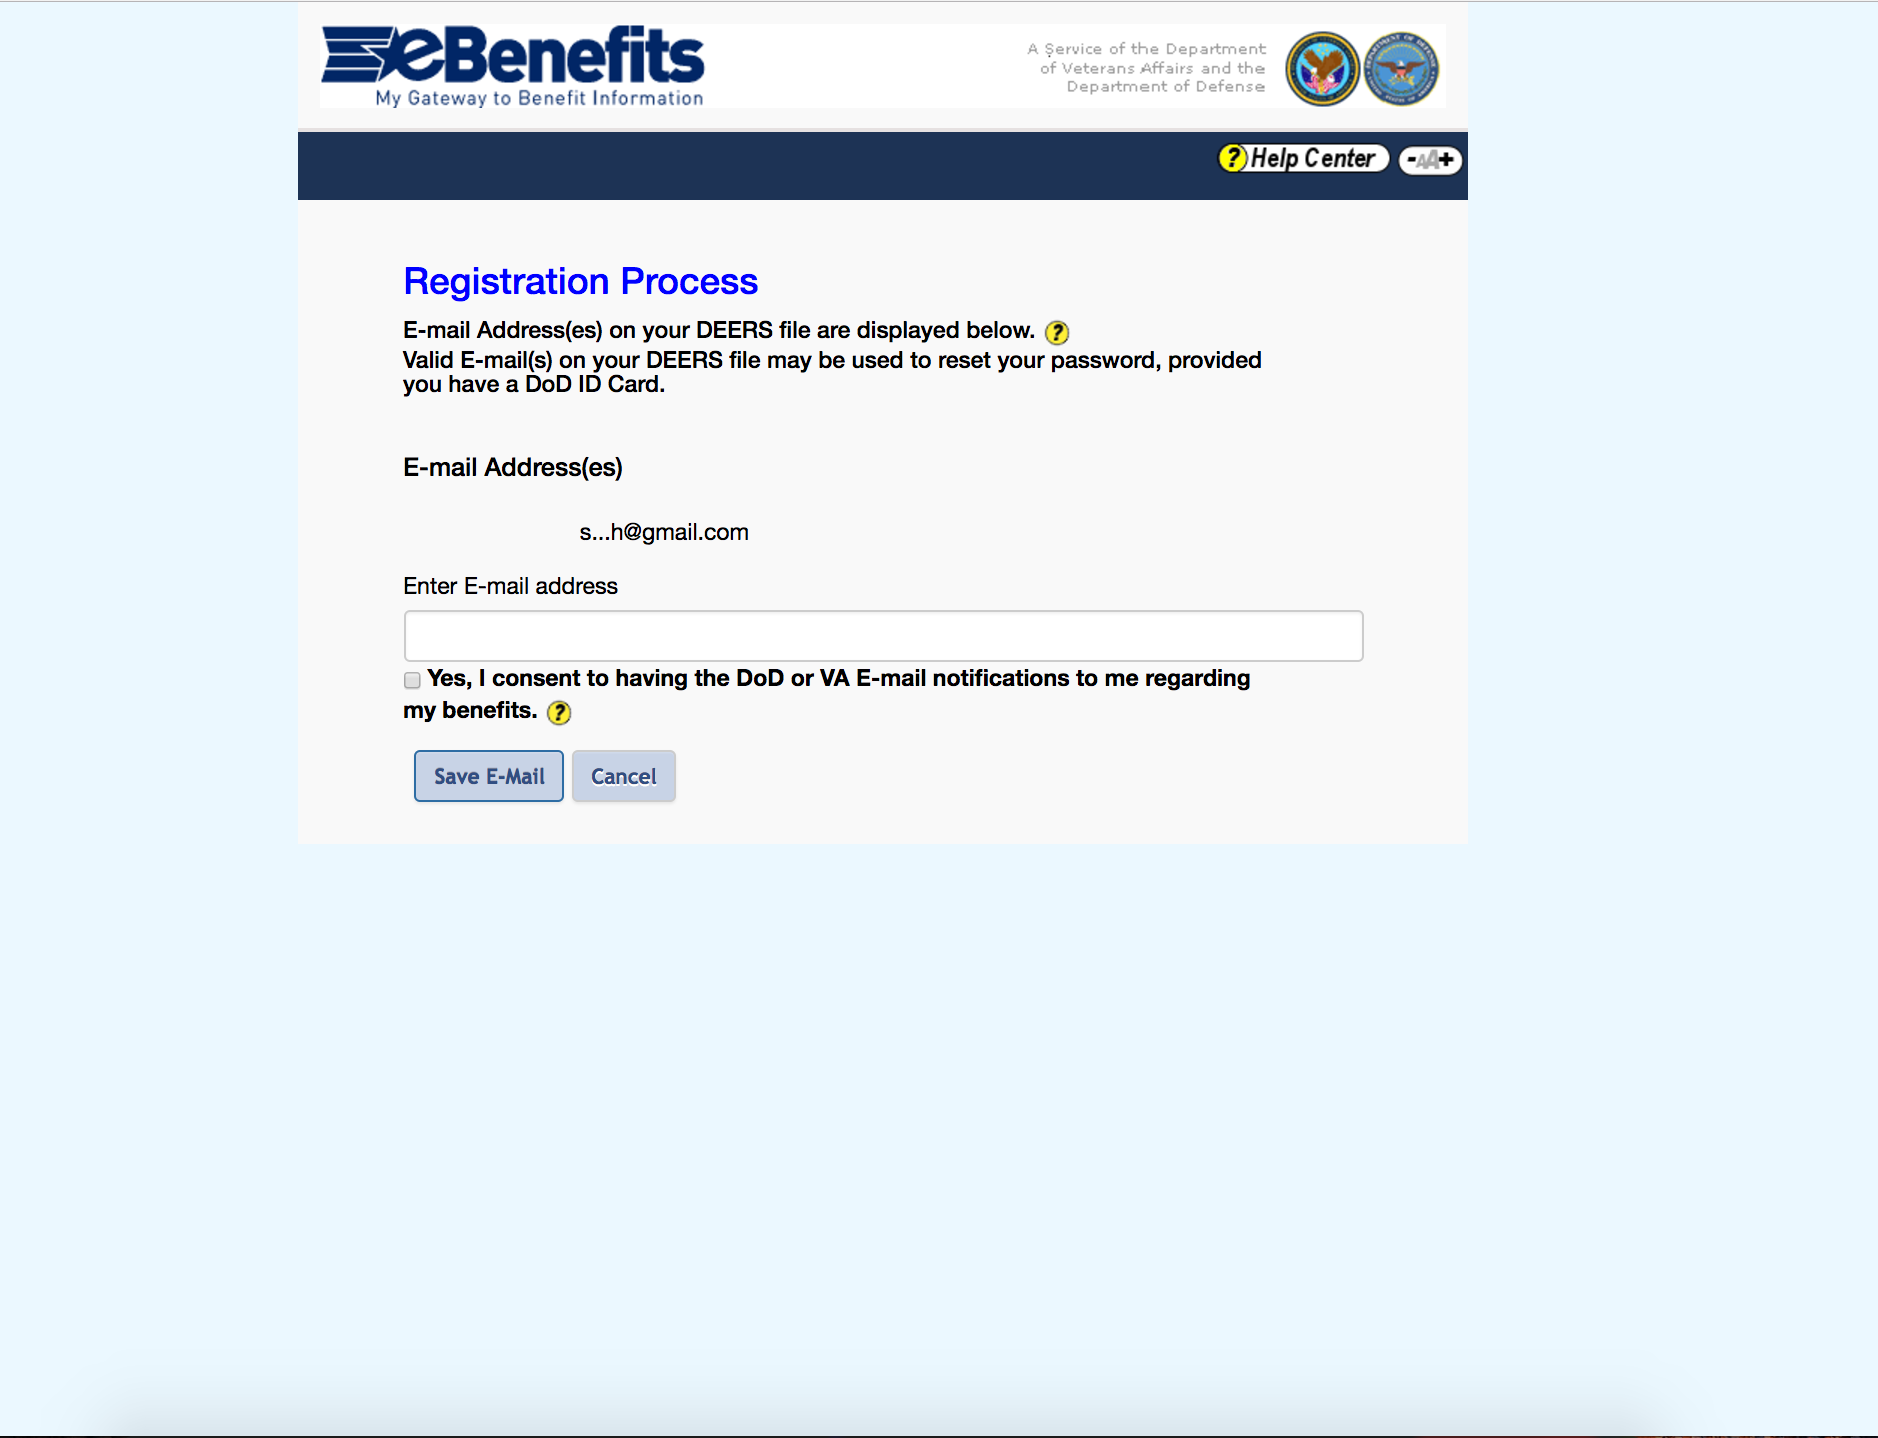 eBenefits
My Gateway to Benefit Information
A Service of the Department
of Veterans Affairs and the
Department of Defense
? Help Center
-AA+
Registration Process
E-mail Address(es) on your DEERS file are displayed below. ?
Valid E-mail(s) on your DEERS file may be used to reset your password, provided
you have a DoD ID Card.
E-mail Address(es)
s...h@gmail.com
Enter E-mail address
Yes, I consent to having the DoD or VA E-mail notifications to me regarding
my benefits. ?
Save E-Mail Cancel